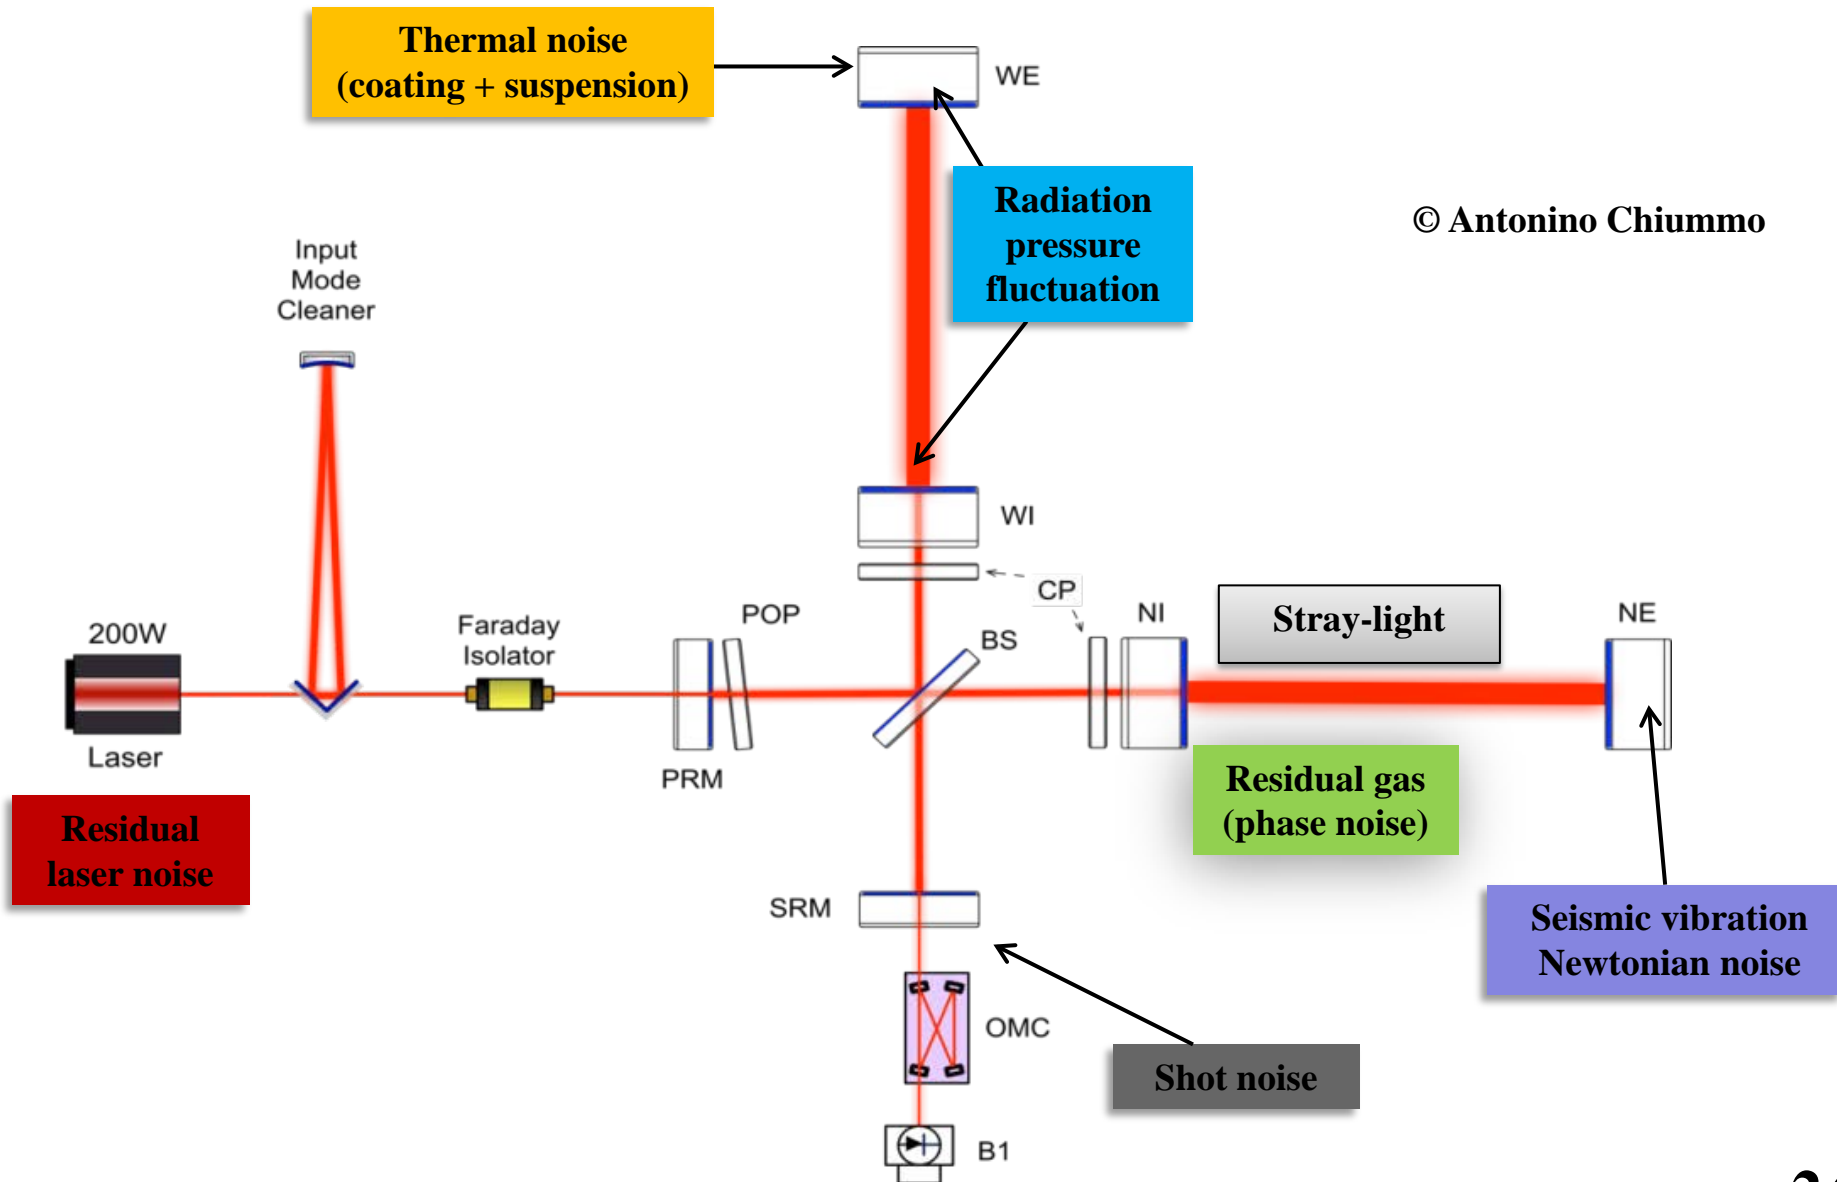 Thermal noise
(coating + suspension)
WE
Radiation
pressure
fluctuation
© Antonino Chiummo
Input
Mode
Cleaner
WI
CP
200W
Laser
Faraday
Isolator
POP
PRM
BS
NI
Stray-light
NE
Residual
laser noise
Residual gas
(phase noise)
SRM
Seismic vibration
Newtonian noise
OMC
Shot noise
B1